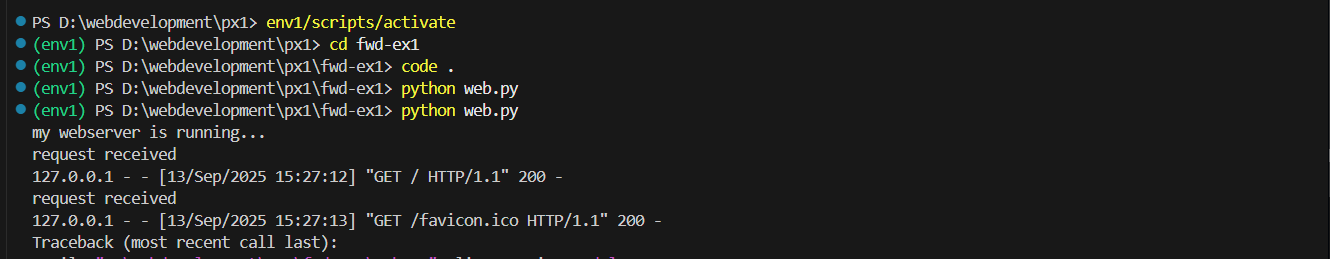 PS D:\webdevelopment\px1> env1/scripts/activate
(env1) PS D:\webdevelopment\px1> cd fwd-ex1
(env1) PS D:\webdevelopment\px1\fwd-ex1> code .
(env1) PS D:\webdevelopment\px1\fwd-ex1> python web.py
(env1) PS D:\webdevelopment\px1\fwd-ex1> python web.py
my webserver is running...
request received
127.0.0.1 - - [13/Sep/2025 15:27:12] "GET / HTTP/1.1" 200 -
request received
127.0.0.1 - - [13/Sep/2025 15:27:13] "GET /favicon.ico HTTP/1.1" 200 -
Traceback (most recent call last):